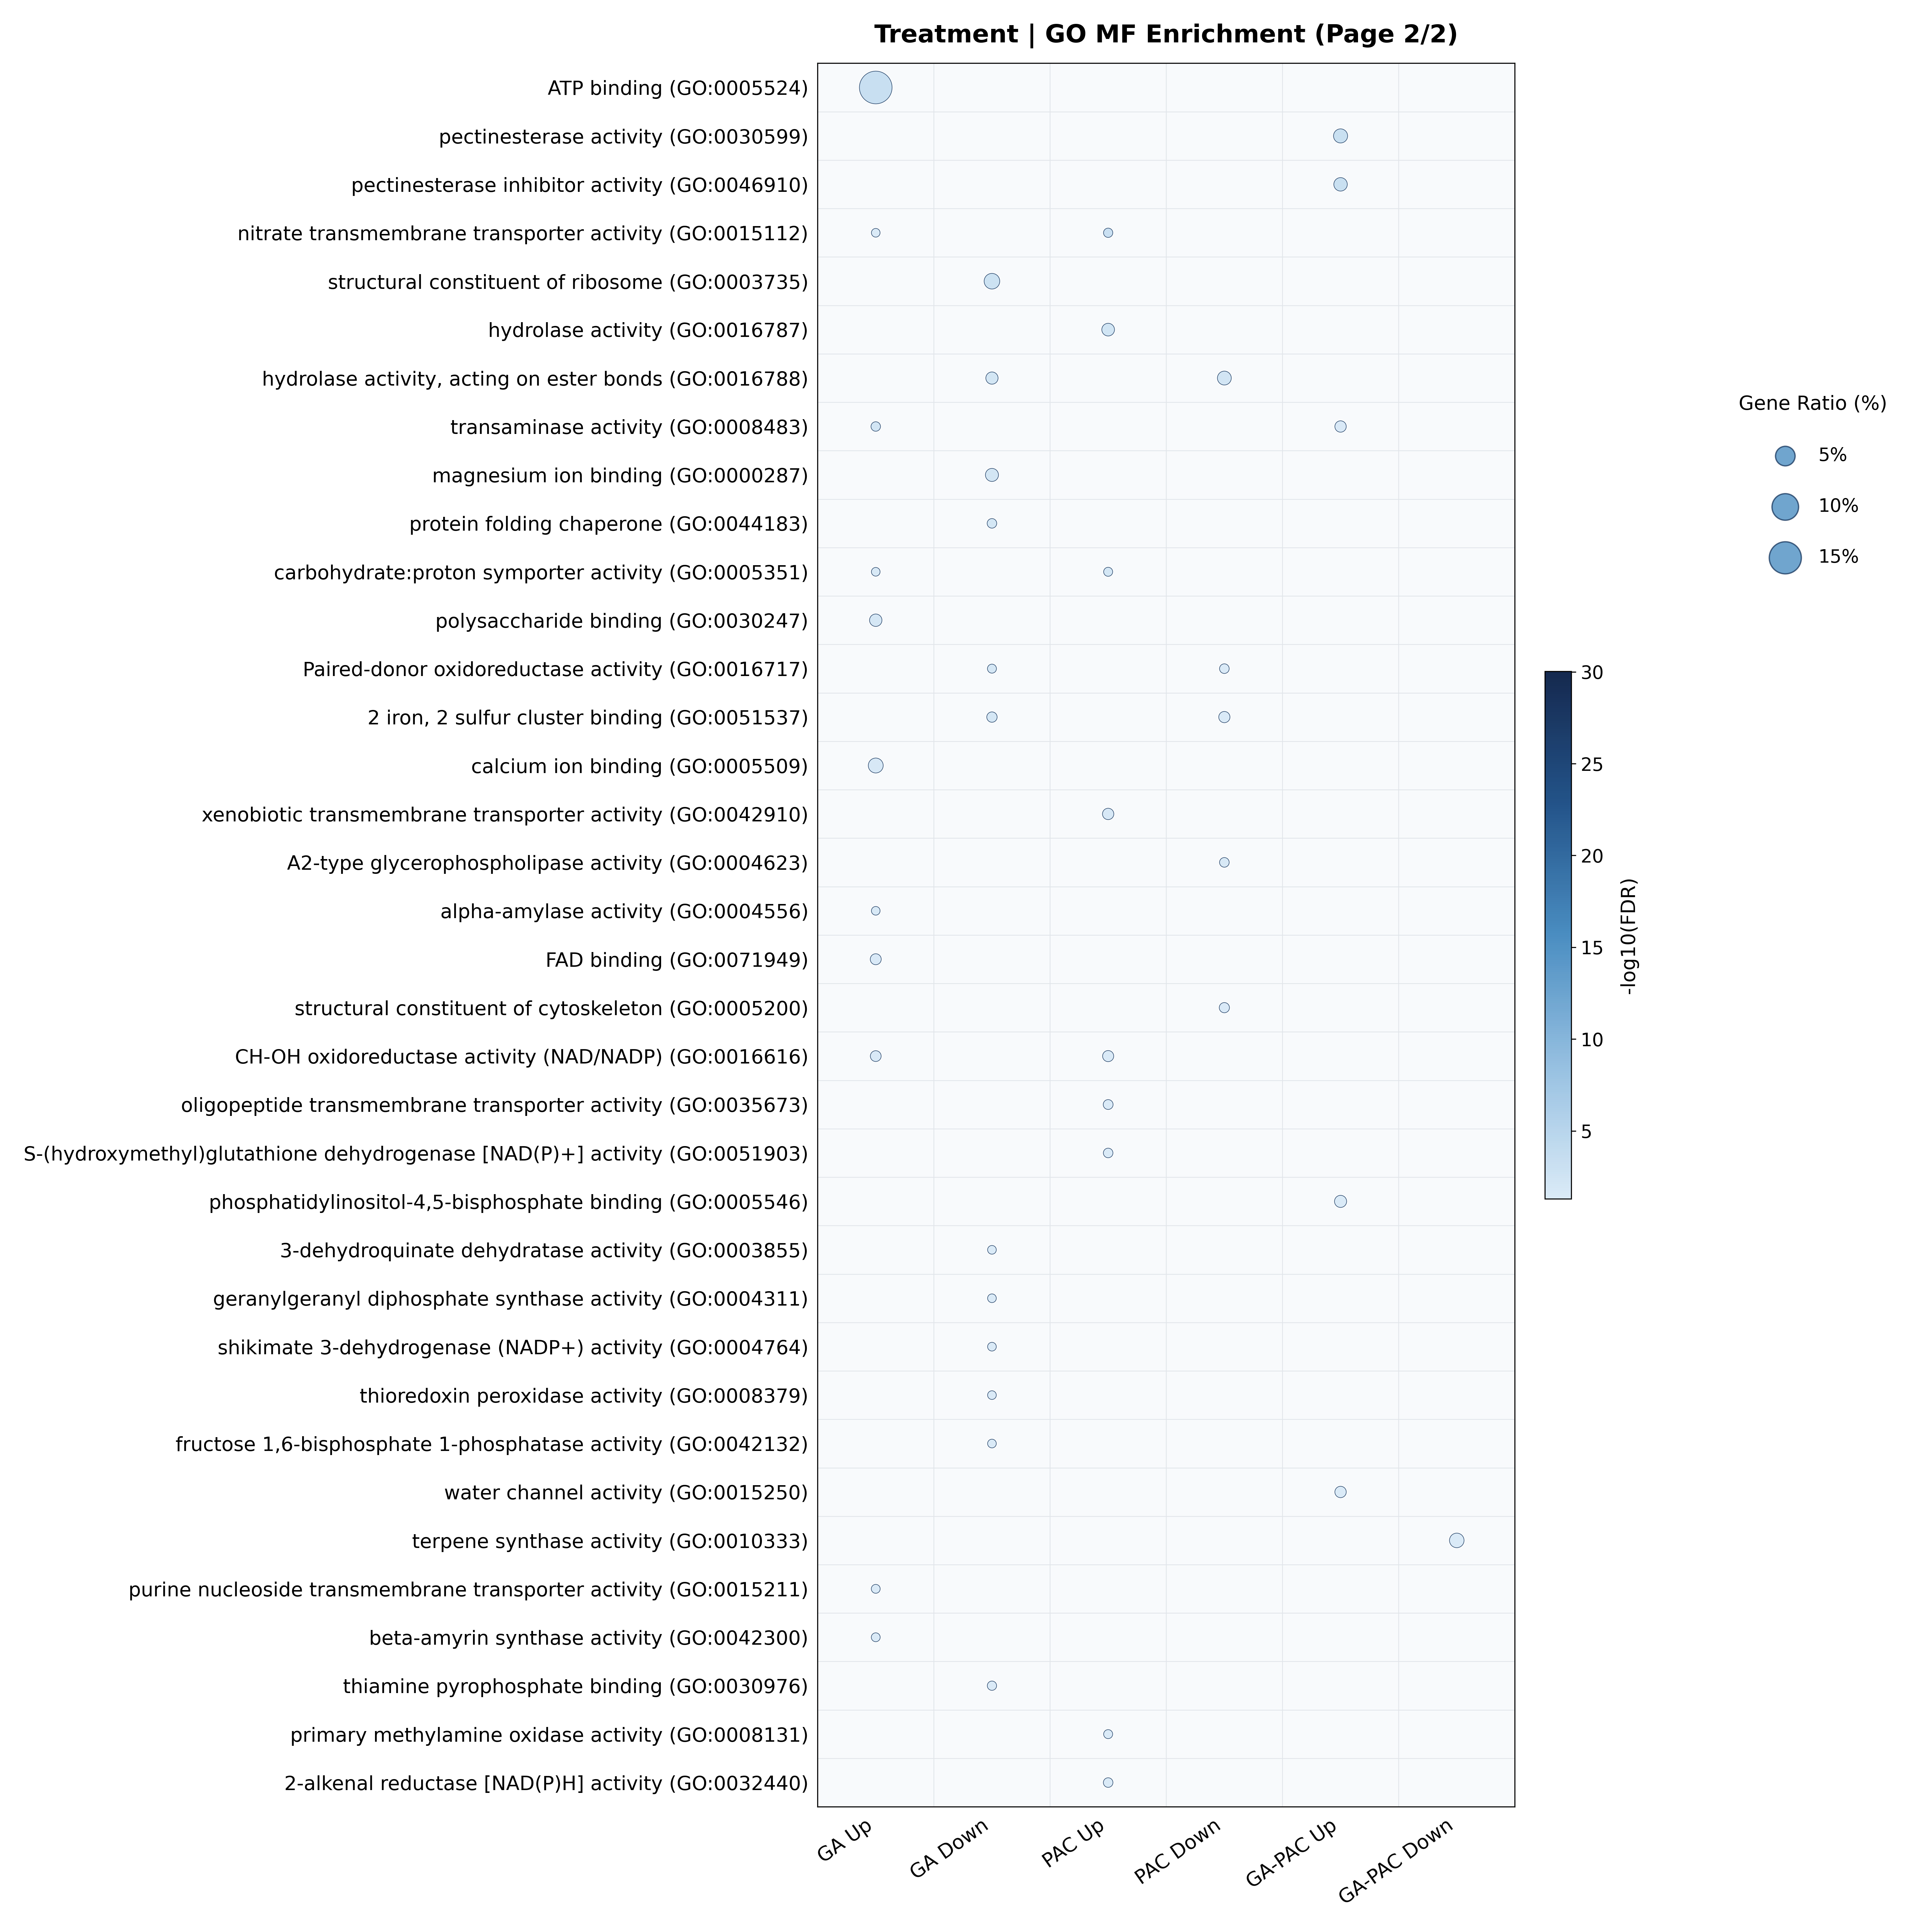 Treatment | GO MF Enrichment (Page 2/2)
ATP binding (GO:0005524)
pectinesterase activity (GO:0030599)
pectinesterase inhibitor activity (GO:0046910)
nitrate transmembrane transporter activity (GO:0015112)
structural constituent of ribosome (GO:0003735)
hydrolase activity (GO:0016787)
hydrolase activity, acting on ester bonds (GO:0016788)
transaminase activity (GO:0008483)
magnesium ion binding (GO:0000287)
protein folding chaperone (GO:0044183)
carbohydrate:proton symporter activity (GO:0005351)
polysaccharide binding (GO:0030247)
Paired-donor oxidoreductase activity (GO:0016717)
2 iron, 2 sulfur cluster binding (GO:0051537)
calcium ion binding (GO:0005509)
xenobiotic transmembrane transporter activity (GO:0042910)
A2-type glycerophospholipase activity (GO:0004623)
alpha-amylase activity (GO:0004556)
FAD binding (GO:0071949)
structural constituent of cytoskeleton (GO:0005200)
CH-OH oxidoreductase activity (NAD/NADP) (GO:0016616)
oligopeptide transmembrane transporter activity (GO:0035673)
S-(hydroxymethyl)glutathione dehydrogenase [NAD(P)+] activity (GO:0051903)
phosphatidylinositol-4,5-bisphosphate binding (GO:0005546)
3-dehydroquinate dehydratase activity (GO:0003855)
geranylgeranyl diphosphate synthase activity (GO:0004311)
shikimate 3-dehydrogenase (NADP+) activity (GO:0004764)
thioredoxin peroxidase activity (GO:0008379)
fructose 1,6-bisphosphate 1-phosphatase activity (GO:0042132)
water channel activity (GO:0015250)
terpene synthase activity (GO:0010333)
purine nucleoside transmembrane transporter activity (GO:0015211)
beta-amyrin synthase activity (GO:0042300)
thiamine pyrophosphate binding (GO:0030976)
primary methylamine oxidase activity (GO:0008131)
2-alkenal reductase [NAD(P)H] activity (GO:0032440)
GA Up
GA Down
PAC Up
PAC Down
GA-PAC Up
GA-PAC Down
Gene Ratio (%)
5%
10%
15%
30
25
20
15
10
5
-log10(FDR)